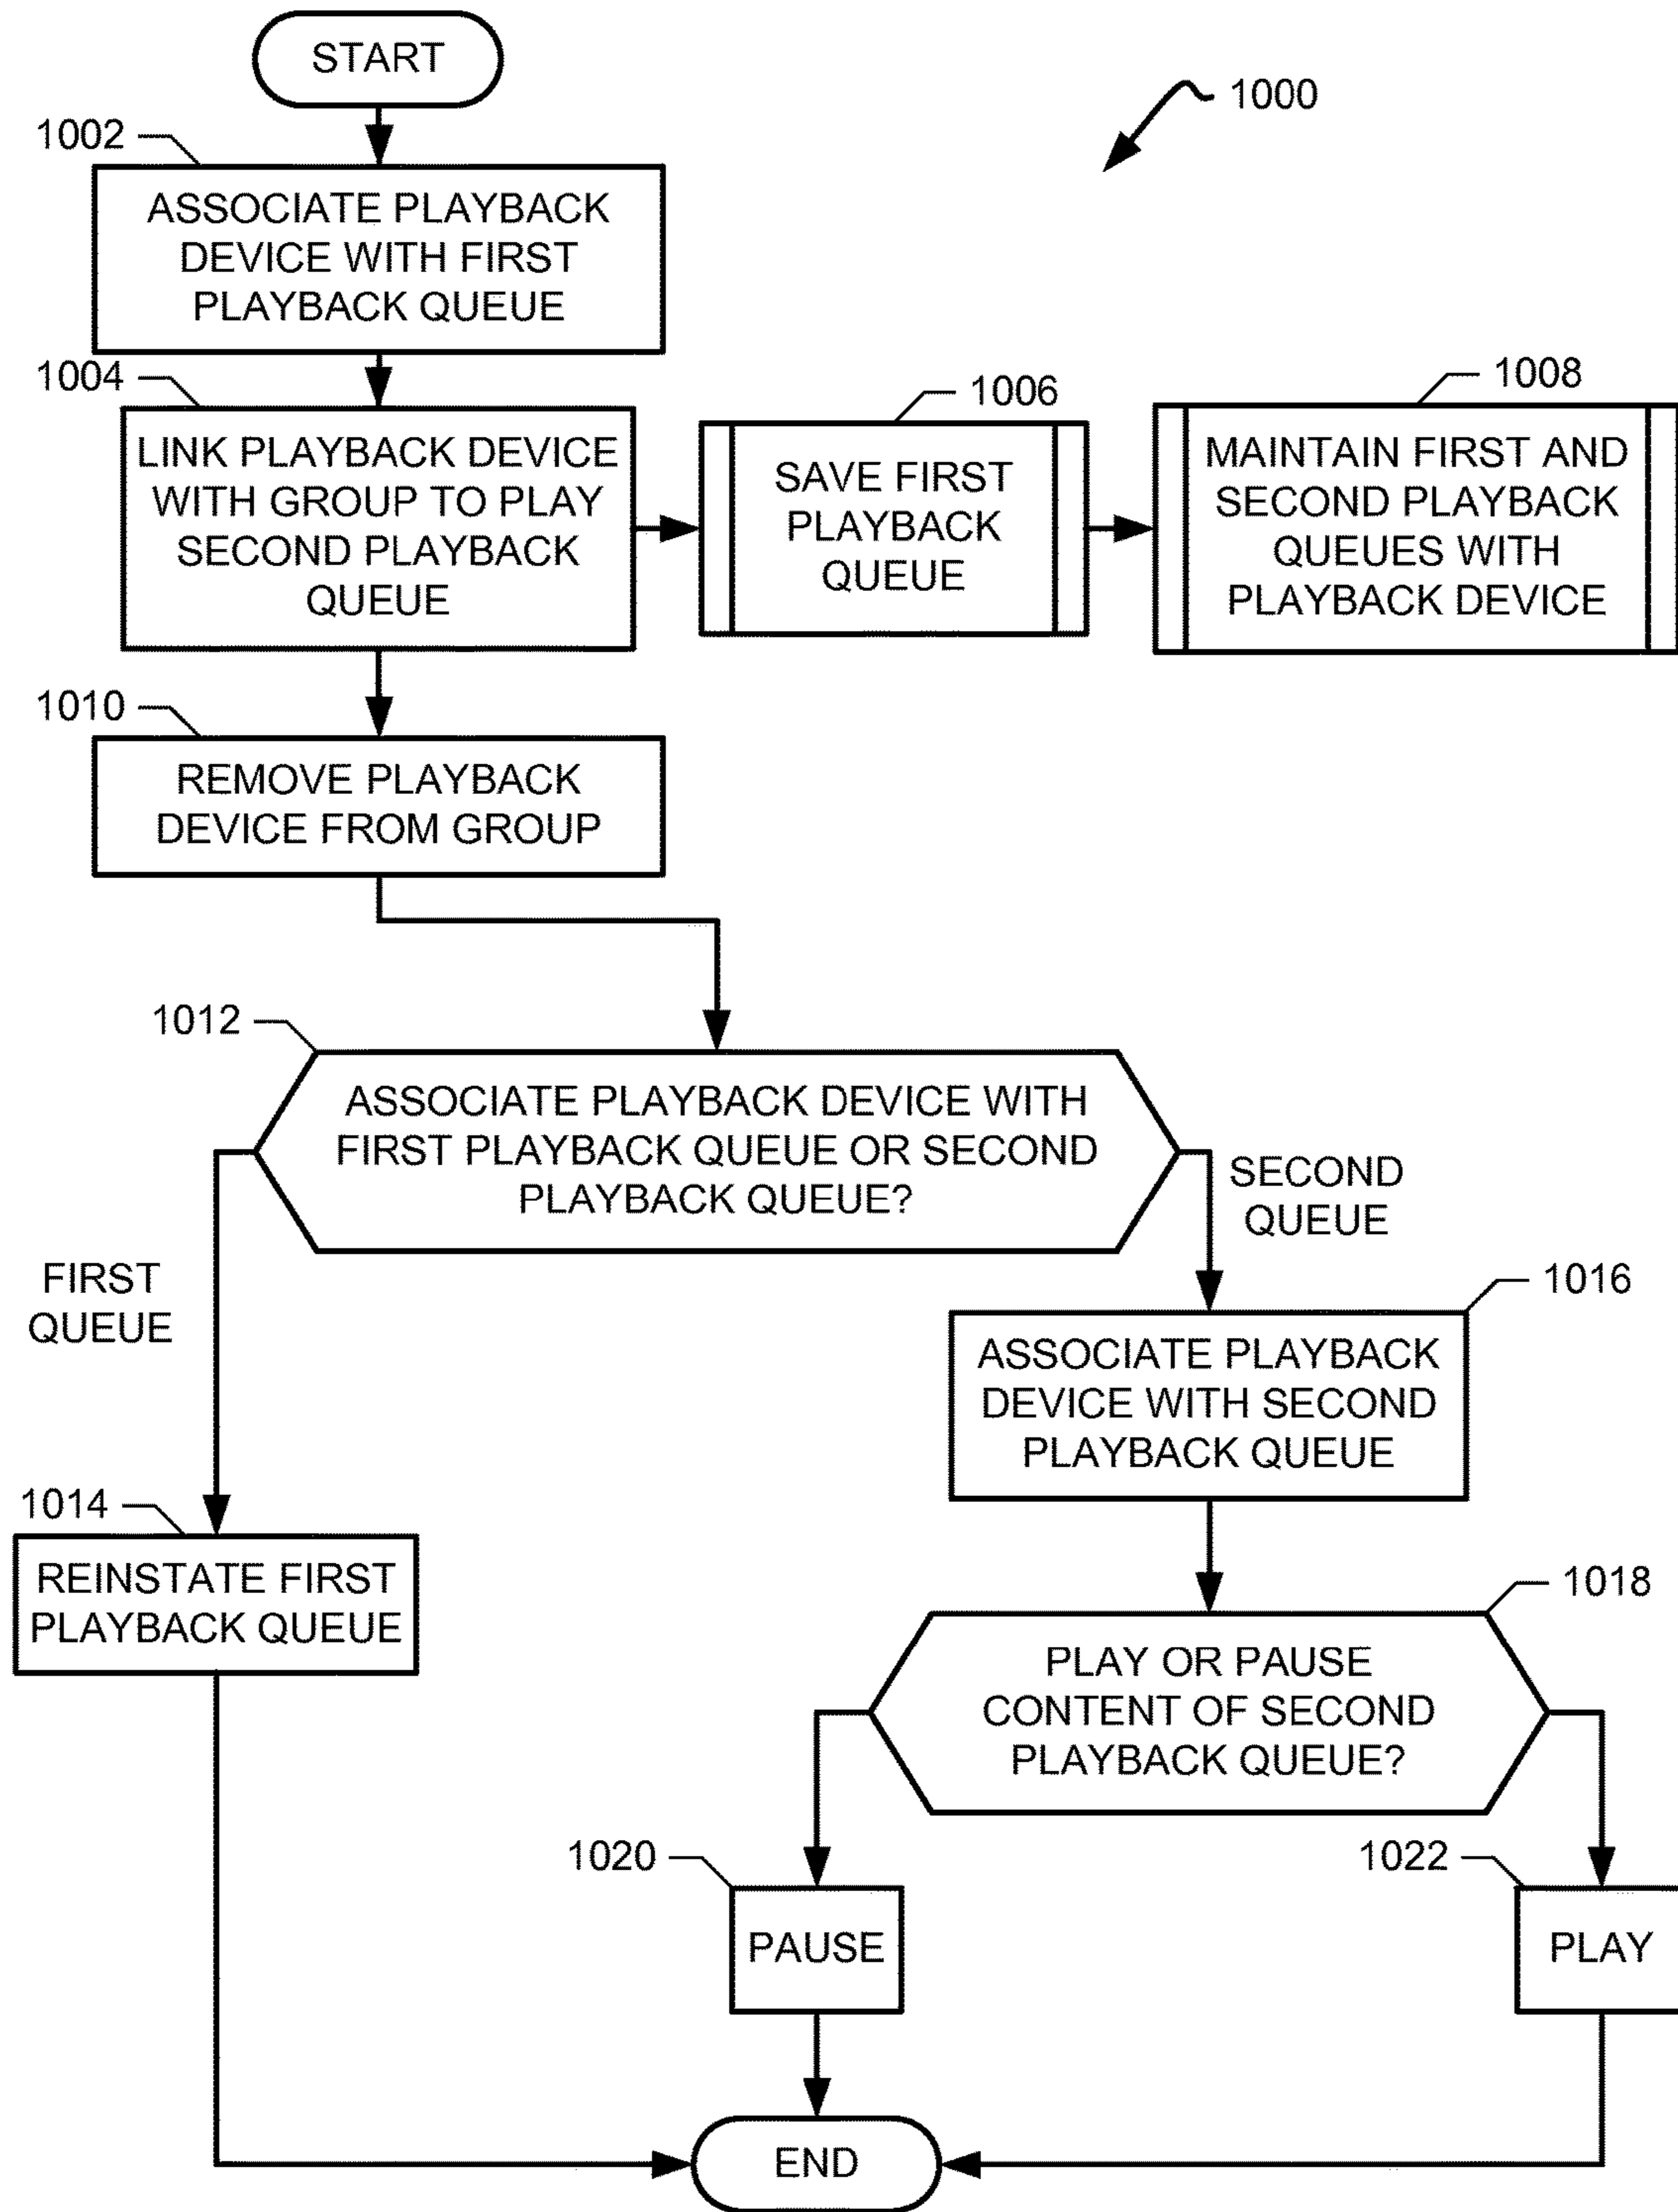 START
1000
1002
ASSOCIATE PLAYBACK
DEVICE WITH FIRST
PLAYBACK QUEUE
1004
LINK PLAYBACK DEVICE
WITH GROUP TO PLAY
SECOND PLAYBACK
QUEUE
1006
SAVE FIRST
PLAYBACK
QUEUE
1008
MAINTAIN FIRST AND
SECOND PLAYBACK
QUEUES WITH
PLAYBACK DEVICE
1010
REMOVE PLAYBACK
DEVICE FROM GROUP
1012
ASSOCIATE PLAYBACK DEVICE WITH
FIRST PLAYBACK QUEUE OR SECOND
PLAYBACK QUEUE?
FIRST
QUEUE
SECOND
QUEUE
1014
REINSTATE FIRST
PLAYBACK QUEUE
1016
ASSOCIATE PLAYBACK
DEVICE WITH SECOND
PLAYBACK QUEUE
1018
PLAY OR PAUSE
CONTENT OF SECOND
PLAYBACK QUEUE?
1020
PAUSE
1022
PLAY
END